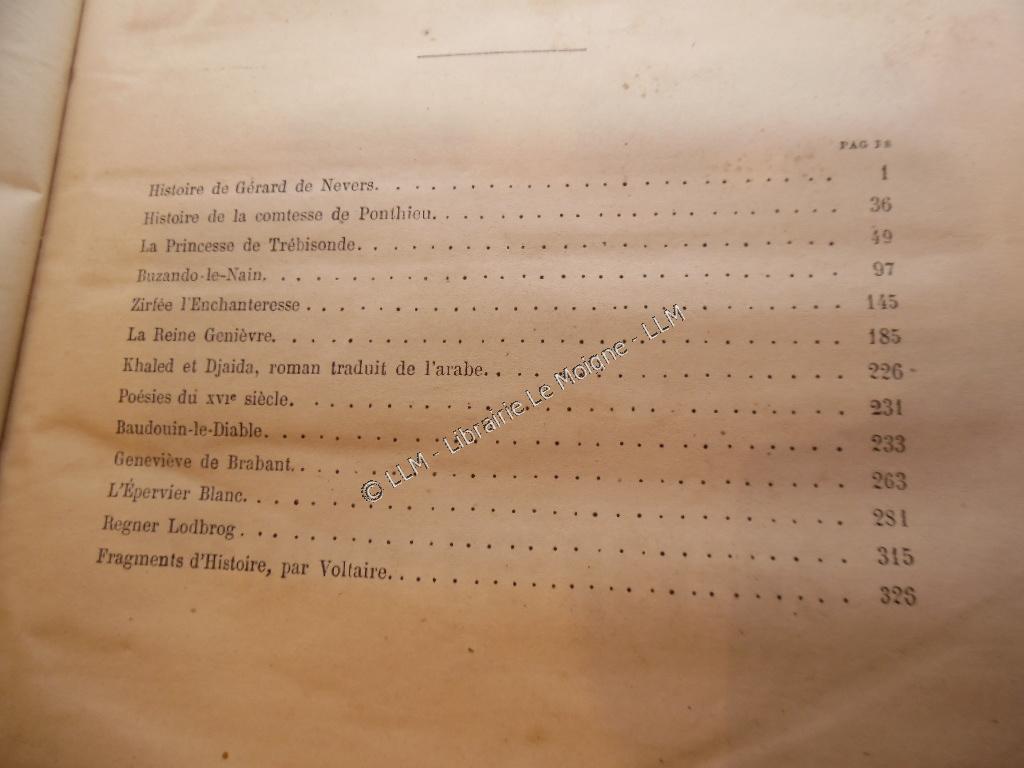 PAGES
Histoire de Gérard de Nevers. . . . . . . . . . . . . . . . . . . 1
Histoire de la comtesse de Ponthieu. . . . . . . . . . . . . . . . . 36
La Princesse de Trébisonde. . . . . . . . . . . . . . . . . . . . 49
Buzando-le-Nain. . . . . . . . . . . . . . . . . . . . . . . . 97
Zirfée l'Enchanteresse . . . . . . . . . . . . . . . . . . . . . 145
La Reine Genièvre. . . . . . . . . . . . . . . . . . . . . . . 185
Khaled et Djaida, roman traduit de l'arabe. . . . . . . . . . . . . . . 226
Poésies du XVIe siècle. . . . . . . . . . . . . . . . . . . . . . 231
Baudouin-le-Diable. . . . . . . . . . . . . . . . . . . . . . . 233
Geneviève de Brabant. . . . . . . . . . . . . . . . . . . . . . 263
L'Épervier Blanc. . . . . . . . . . . . . . . . . . . . . . . . 281
Regner Lodbrog . . . . . . . . . . . . . . . . . . . . . . . . 315
Fragments d'Histoire, par Voltaire. . . . . . . . . . . . . . . . . . 326
© LLM - Librairie Le Moigne - LLM